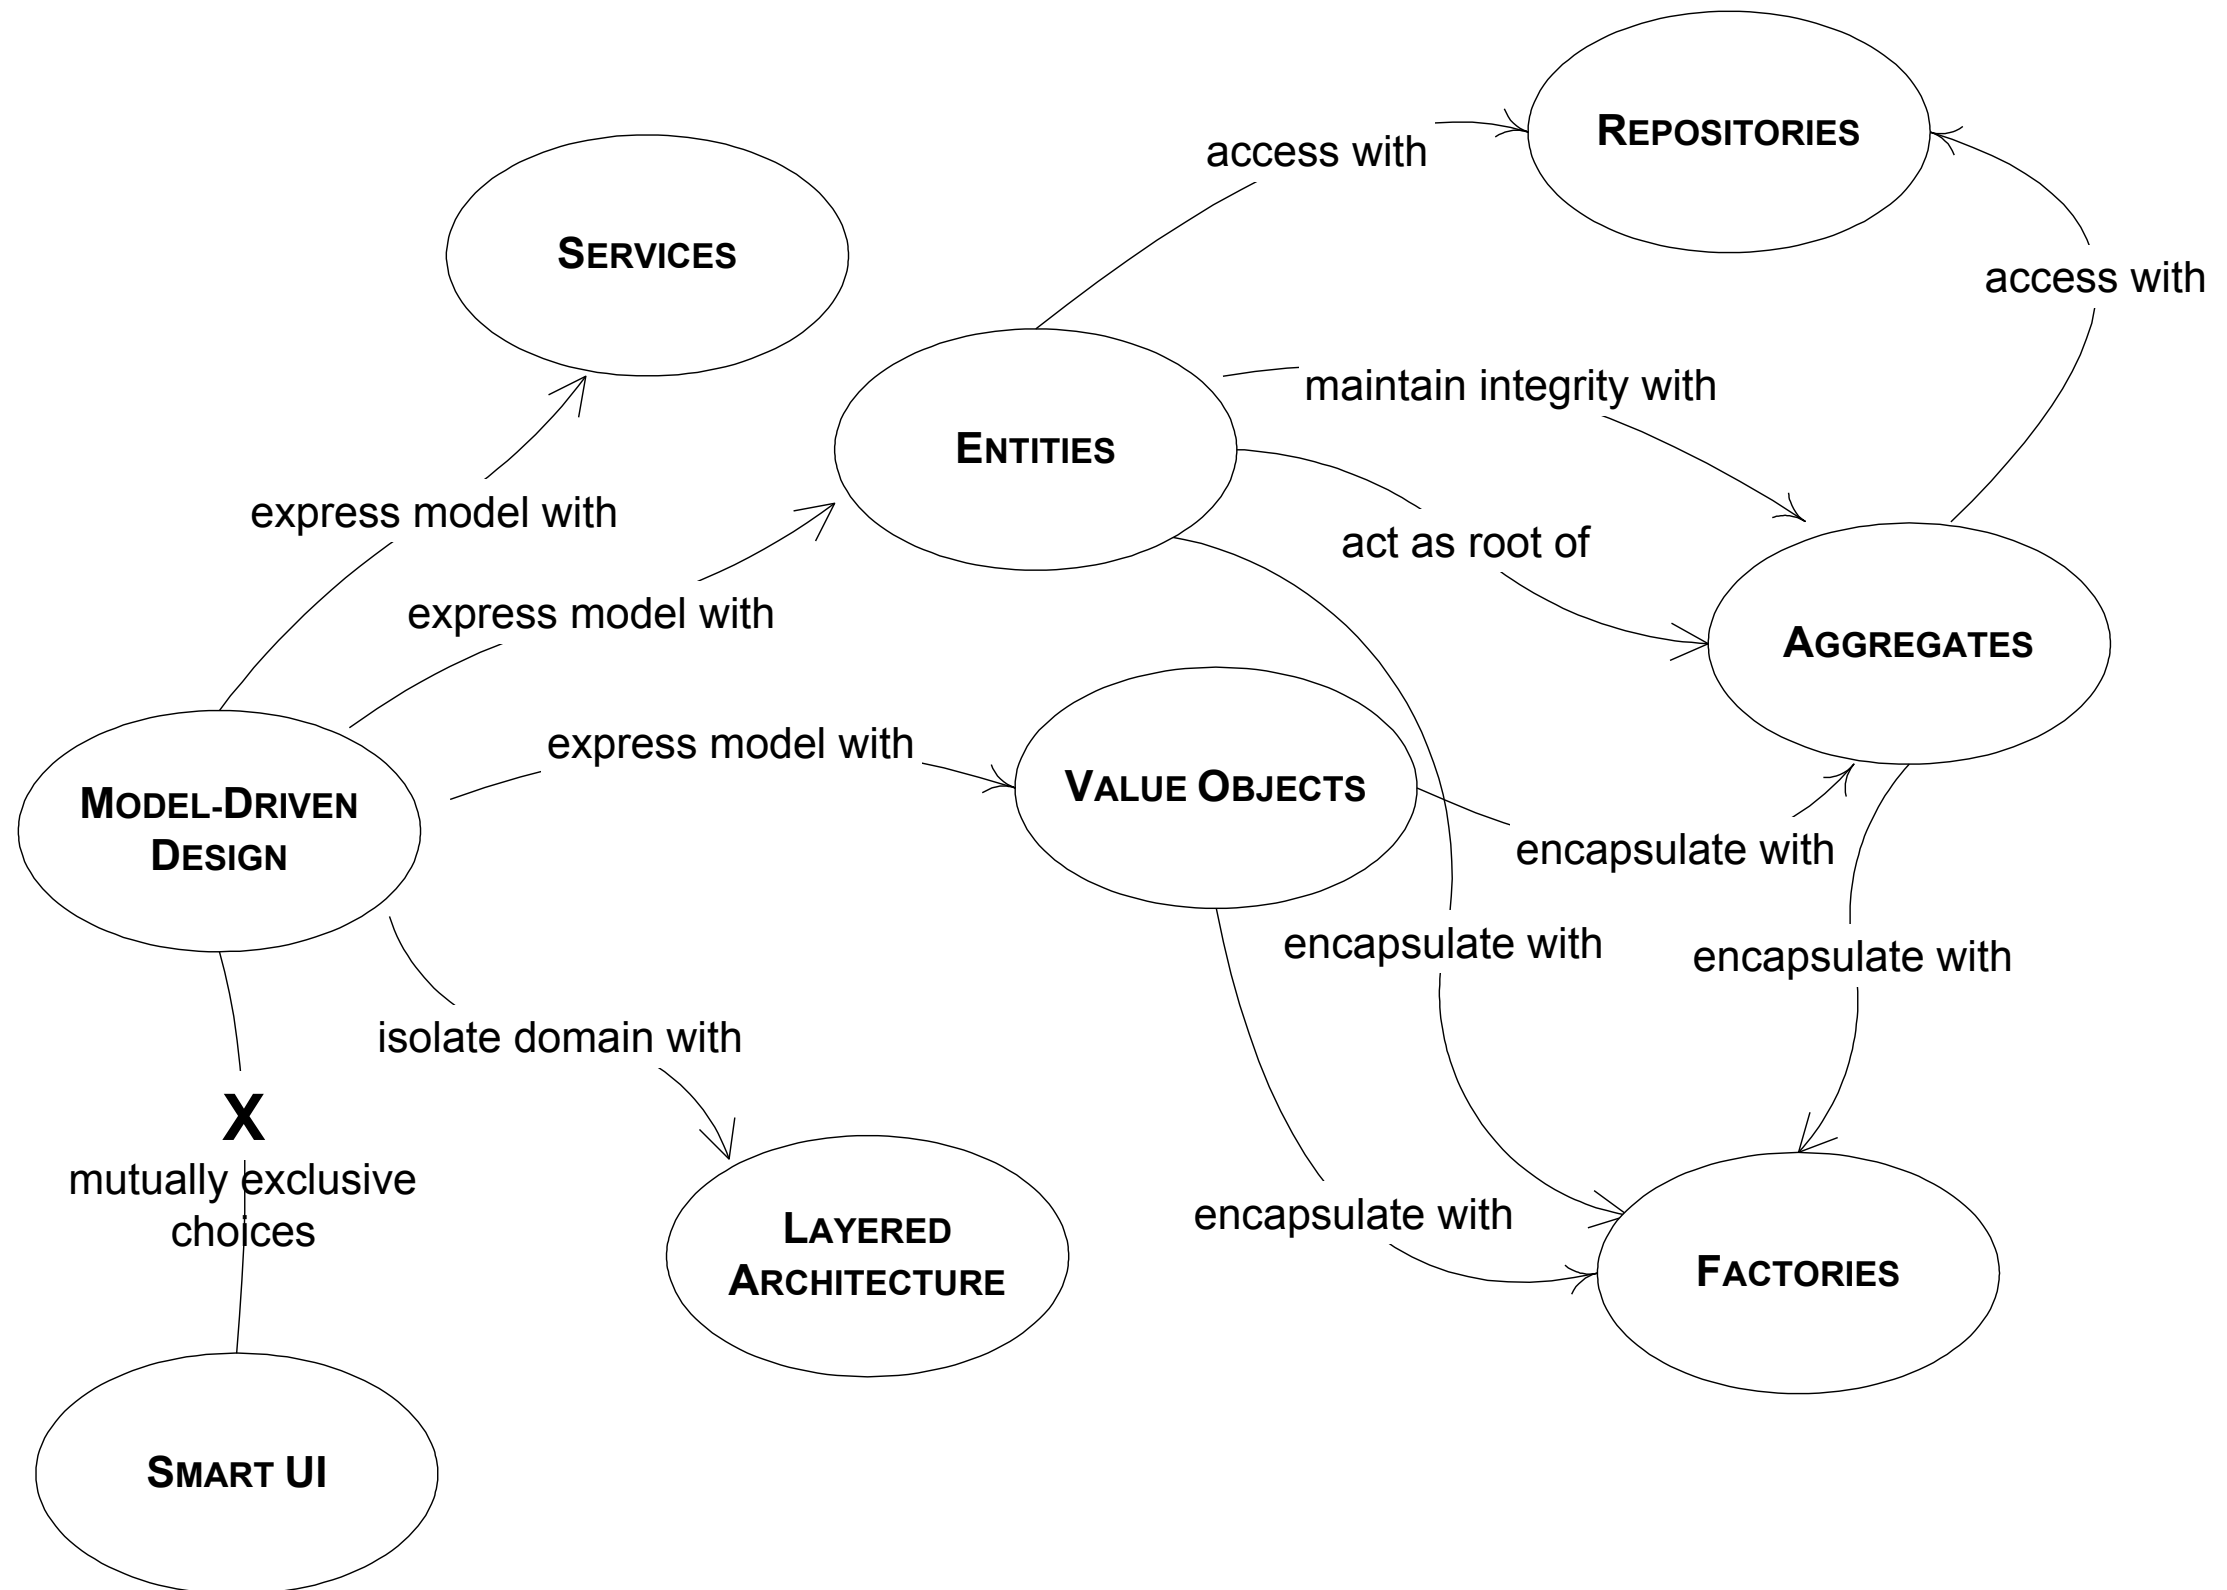 REPOSITORIES
access with
SERVICES
access with
maintain integrity with
ENTITIES
express model with
act as root of
express model with
AGGREGATES
express model with
VALUE OBJECTS
MODEL-DRIVEN
DESIGN
encapsulate with
encapsulate with
encapsulate with
isolate domain with
X
mutually exclusive
choices
encapsulate with
LAYERED
ARCHITECTURE
FACTORIES
SMART UI